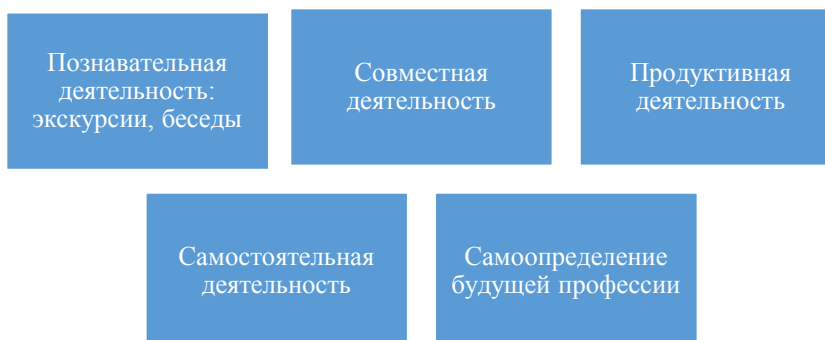 Познавательная
деятельность:
экскурсии, беседы
Совместная
деятельность
Продуктивная
деятельность
Самостоятельная
деятельность
Самоопределение
будущей профессии